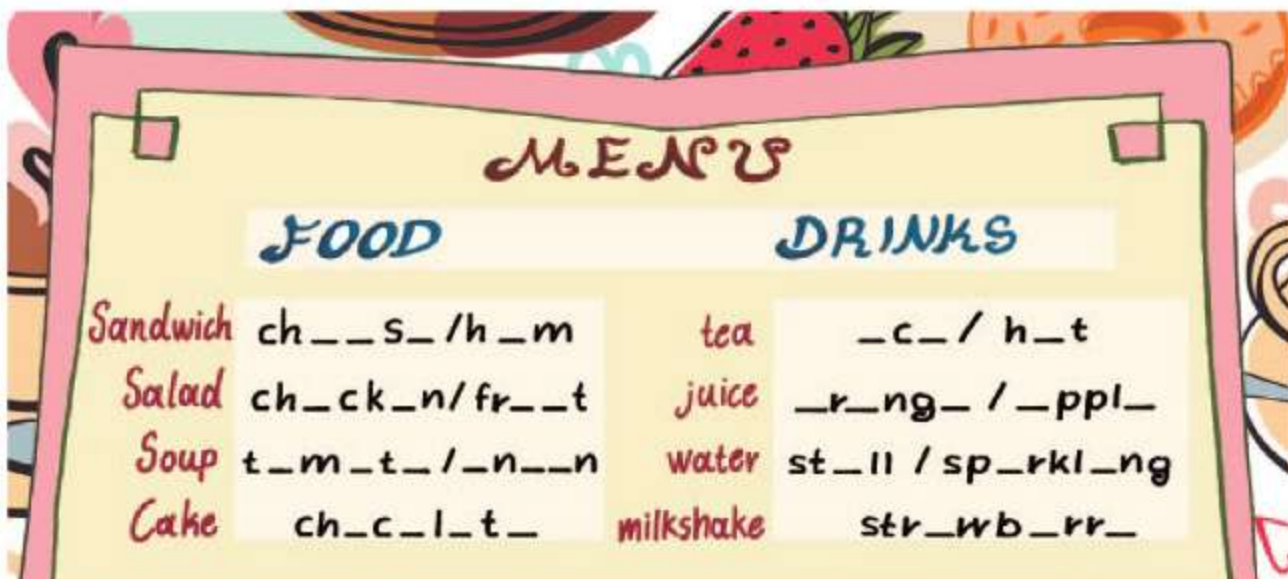 MENU
FOOD DRINKS
Sandwich ch__s_/h_m tea _c_/ h_t
Salad ch_ck_n/fr__t juice _r_ng_ / _ppl_
Soup t_m_t_/_n__n water st_ll / sp_rkl_ng
Cake ch_c_l_t_ milkshake str_wb_rr_